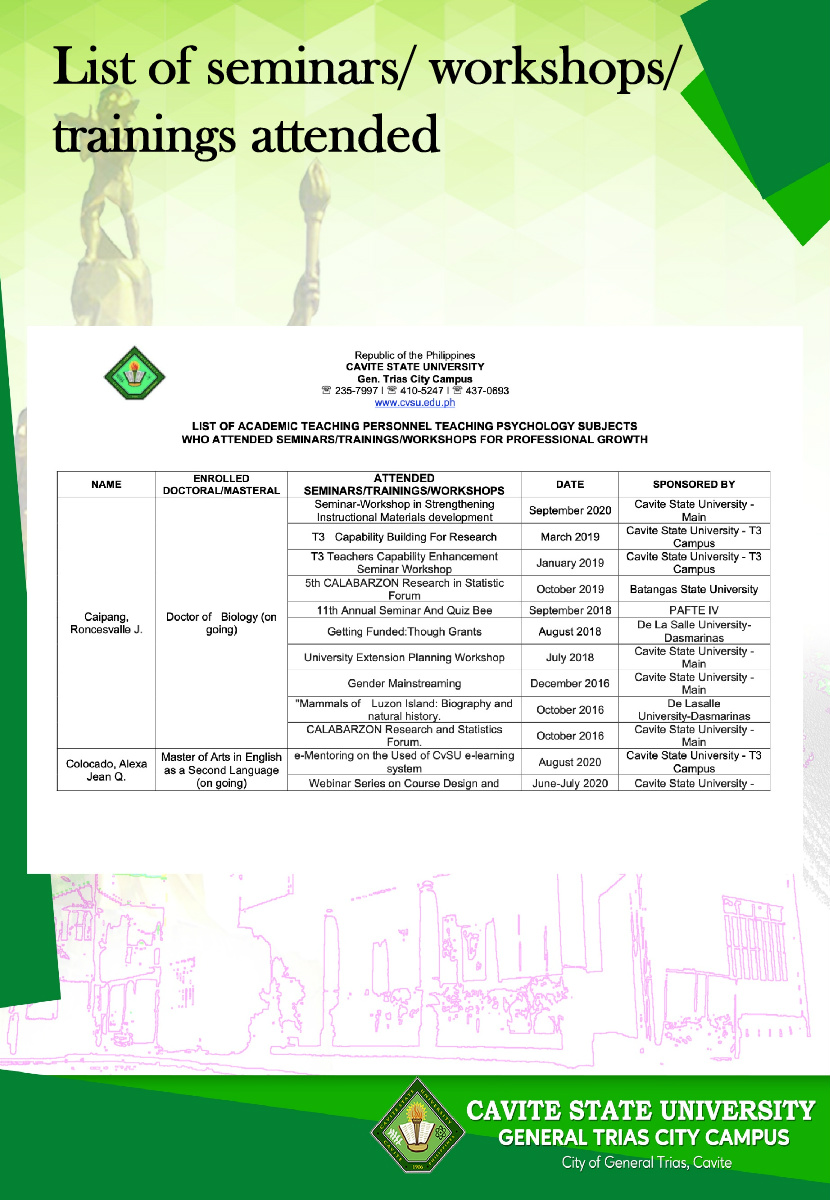 List of seminars/ workshops/
trainings attended
Republic of the Philippines
CAVITE STATE UNIVERSITY
Gen. Trias City Campus
☏ 235-7997 I ☏ 410-5247 I ☏ 437-0693
www.cvsu.edu.ph
LIST OF ACADEMIC TEACHING PERSONNEL TEACHING PSYCHOLOGY SUBJECTS
WHO ATTENDED SEMINARS/TRAININGS/WORKSHOPS FOR PROFESSIONAL GROWTH
NAME
ENROLLED
DOCTORAL/MASTERAL
ATTENDED
SEMINARS/TRAININGS/WORKSHOPS
DATE
SPONSORED BY
Caipang,
Roncesvalle J.
Doctor of Biology (on
going)
Seminar-Workshop in Strengthening
Instructional Materials development
September 2020
Cavite State University -
Main
T3 Capability Building For Research
March 2019
Cavite State University - T3
Campus
T3 Teachers Capability Enhancement
Seminar Workshop
January 2019
Cavite State University - T3
Campus
5th CALABARZON Research in Statistic
Forum
October 2019
Batangas State University
11th Annual Seminar And Quiz Bee
September 2018
PAFTE IV
Getting Funded:Though Grants
August 2018
De La Salle University-
Dasmarinas
University Extension Planning Workshop
July 2018
Cavite State University -
Main
Gender Mainstreaming
December 2016
Cavite State University -
Main
"Mammals of Luzon Island: Biography and
natural history.
October 2016
De Lasalle
University-Dasmarinas
CALABARZON Research and Statistics
Forum.
October 2016
Cavite State University -
Main
Colocado, Alexa
Jean Q.
Master of Arts in English
as a Second Language
(on going)
e-Mentoring on the Used of CvSU e-learning
system
August 2020
Cavite State University - T3
Campus
Webinar Series on Course Design and
June-July 2020
Cavite State University -
CAVITE STATE UNIVERSITY
GENERAL TRIAS CITY CAMPUS
City of General Trias, Cavite
1906